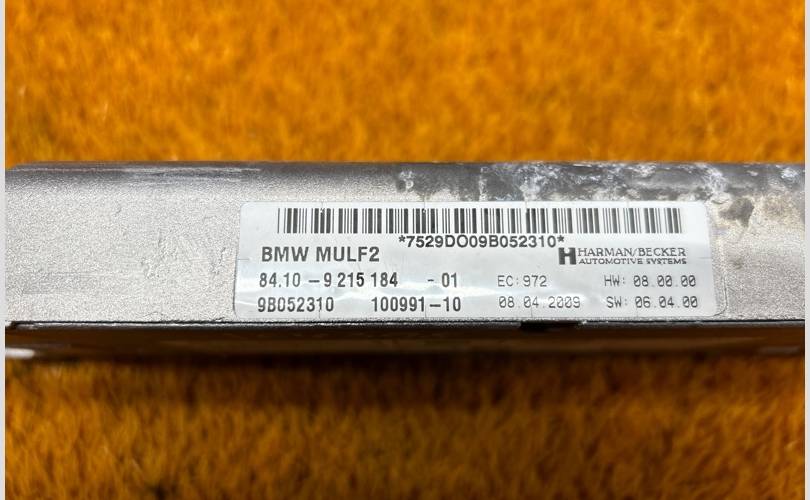 *7529DO09B052310*
BMW MULF2
HARMAN/BECKER
AUTOMOTIVE SYSTEMS
84.10 - 9 215 184 - 01 EC: 972 HW: 08.00.00
9B052310 100991-10 08.04.2009 SW: 06.04.00